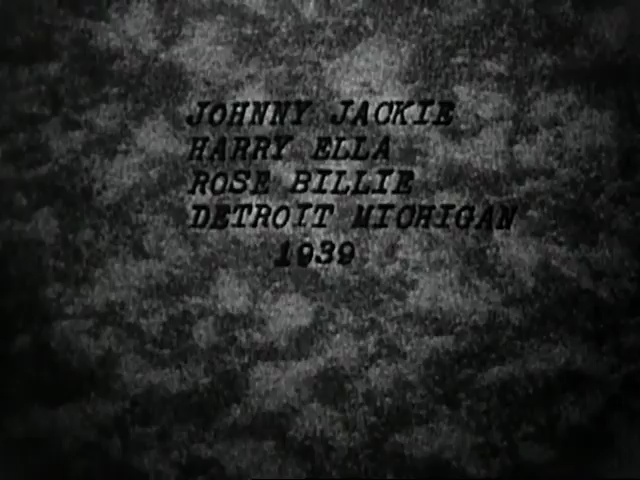 JOHNNY JACKIE
HARRY ELLA
ROSE BILLIE
DETROIT MICHIGAN
1939